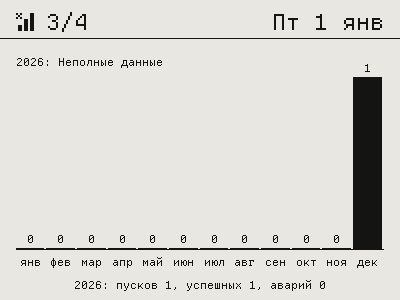 3/4 Пт 1 янв
2026: Неполные данные
1
0 0 0 0 0 0 0 0 0 0 0
янв фев мар апр май июн июл авг сен окт ноя дек
2026: пусков 1, успешных 1, аварий 0